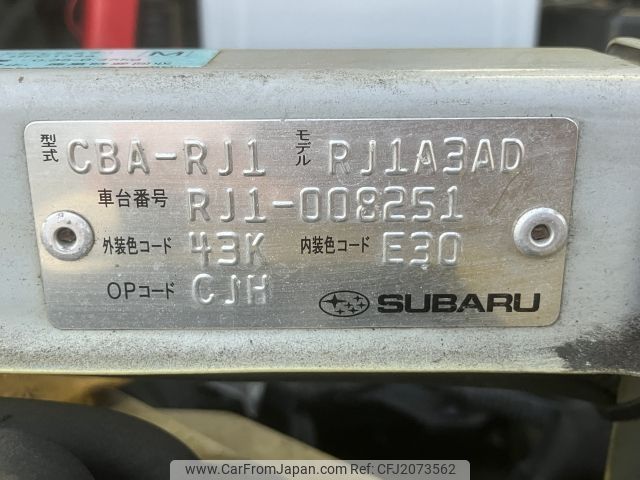 M
型式 CBA-RJ1 モデル RJ1A3AD
車台番号 RJ1-008251
外装色コード 43K 内装色コード E30
OPコード CJH SUBARU
www.CarFromJapan.com | Stock ID: CFJ2073562